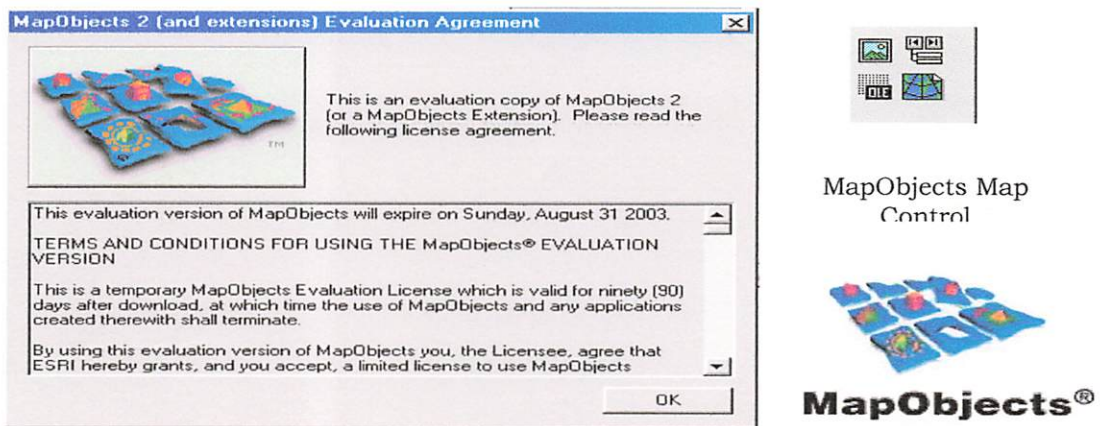 MapObjects 2 (and extensions) Evaluation Agreement
This is an evaluation copy of MapObjects 2
(or a MapObjects Extension). Please read the
following license agreement.
TM
This evaluation version of MapObjects will expire on Sunday, August 31 2003.
TERMS AND CONDITIONS FOR USING THE MapObjects® EVALUATION
VERSION
This is a temporary MapObjects Evaluation License which is valid for ninety (90)
days after download, at which time the use of MapObjects and any applications
created therewith shall terminate.
By using this evaluation version of MapObjects you, the Licensee, agree that
ESRI hereby grants, and you accept, a limited license to use MapObjects
OK
OLE
MapObjects Map
Control
MapObjects®